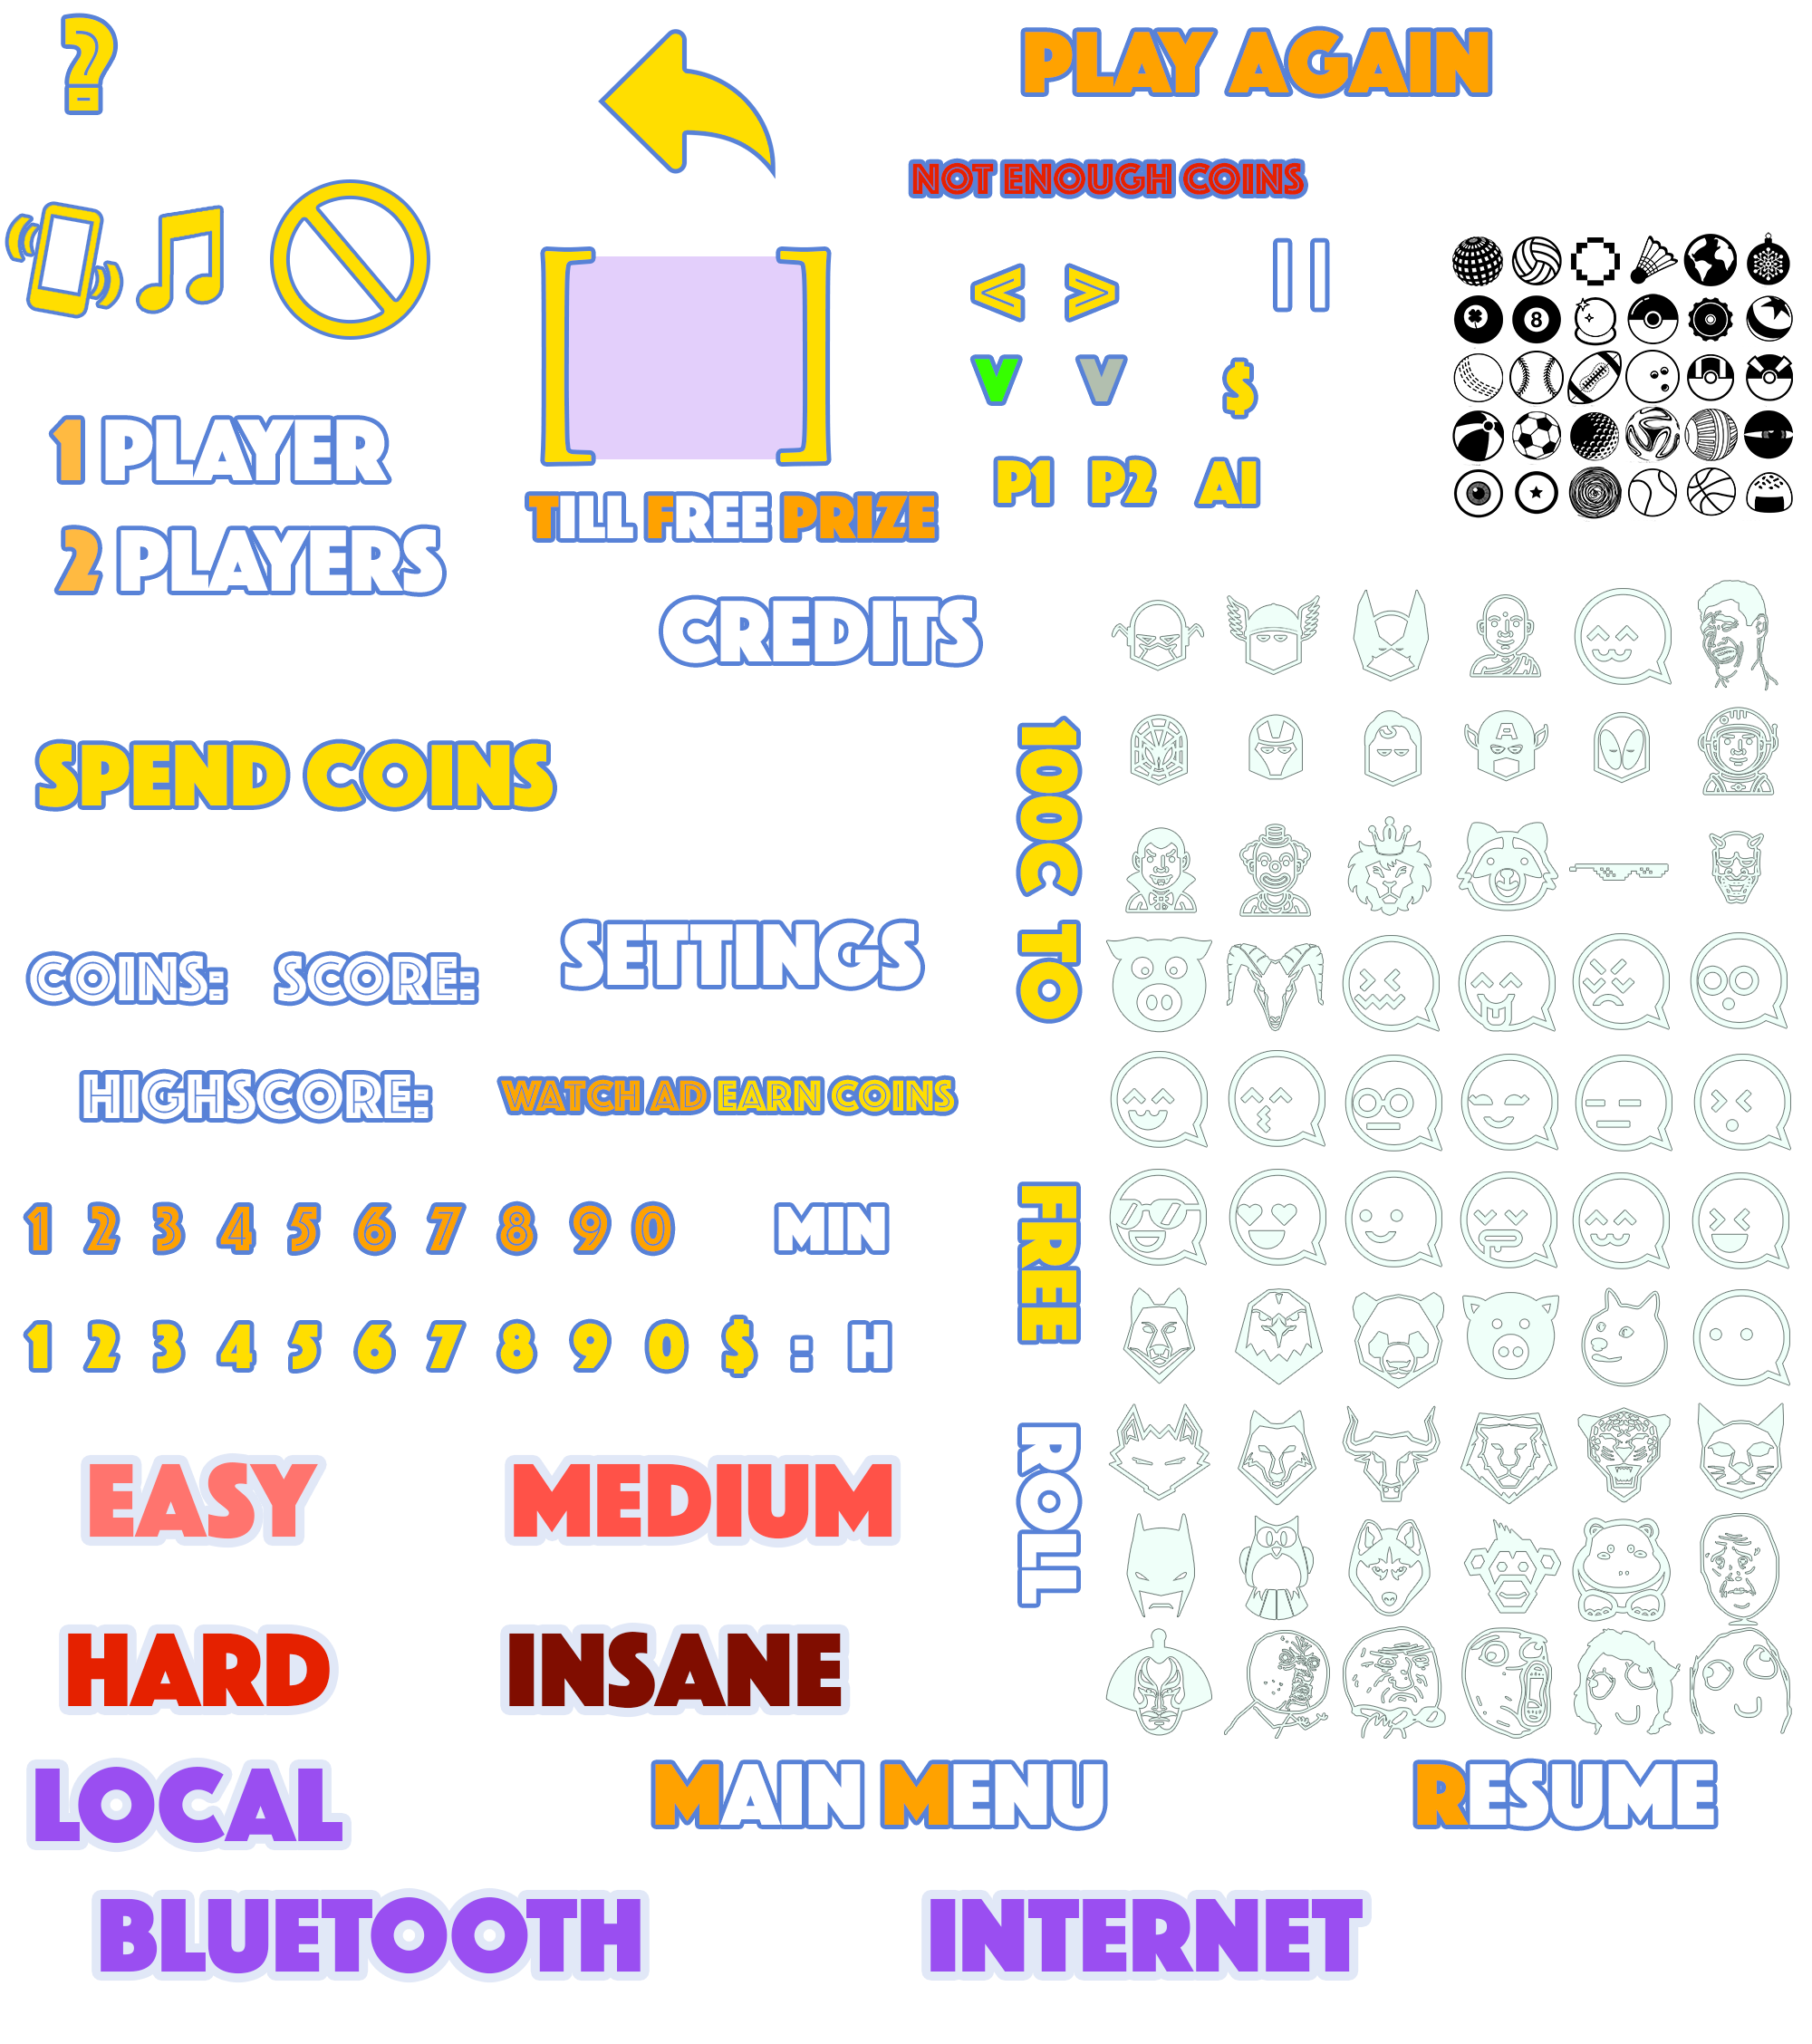 ?
PLAY AGAIN
NOT ENOUGH COINS
< >
V V $
8
1 PLAYER
P1 P2 AI
TILL FREE PRIZE
2 PLAYERS
CREDITS
SPEND COINS
100C TO FREE ROLL
A
SETTINGS
COINS: SCORE:
HIGHSCORE:
WATCH AD EARN COINS
1 2 3 4 5 6 7 8 9 0 MIN
1 2 3 4 5 6 7 8 9 0 $ : H
EASY MEDIUM
HARD INSANE
LOCAL MAIN MENU RESUME
BLUETOOTH INTERNET